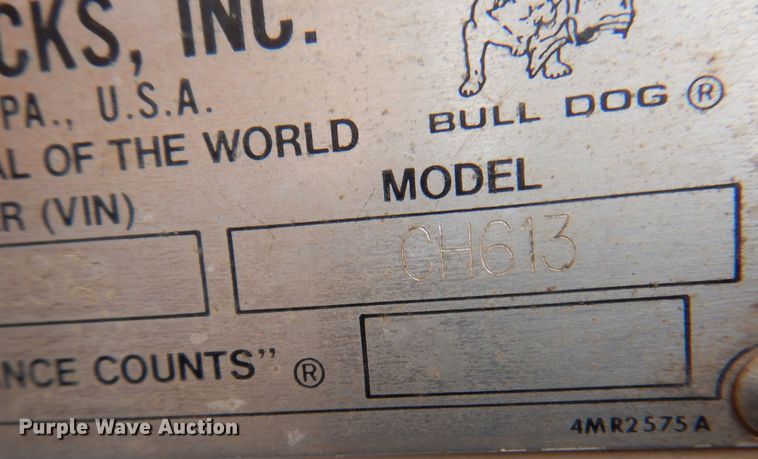 CKS, INC.
PA., U.S.A.
AL OF THE WORLD
BULL DOG ®
R (VIN)
MODEL
CH613
NCE COUNTS" ®
4MR2575A
Purple Wave Auction